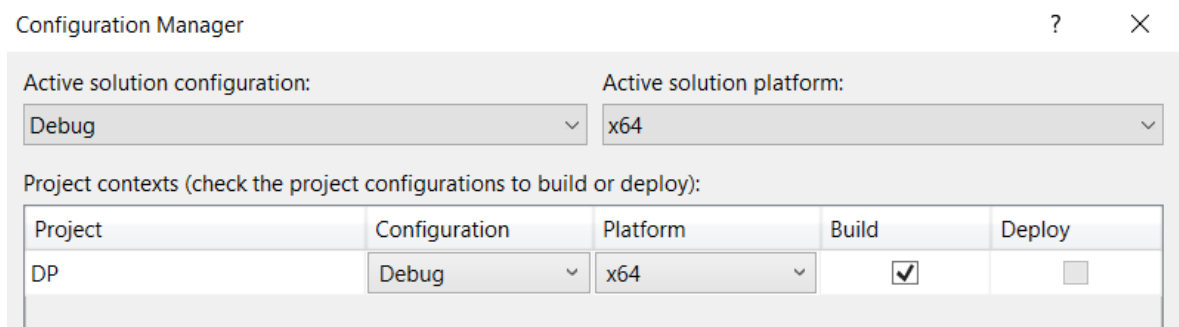 Configuration Manager ?
Active solution configuration: Active solution platform:
Debug x64
Project contexts (check the project configurations to build or deploy):
Project Configuration Platform Build Deploy
DP Debug x64